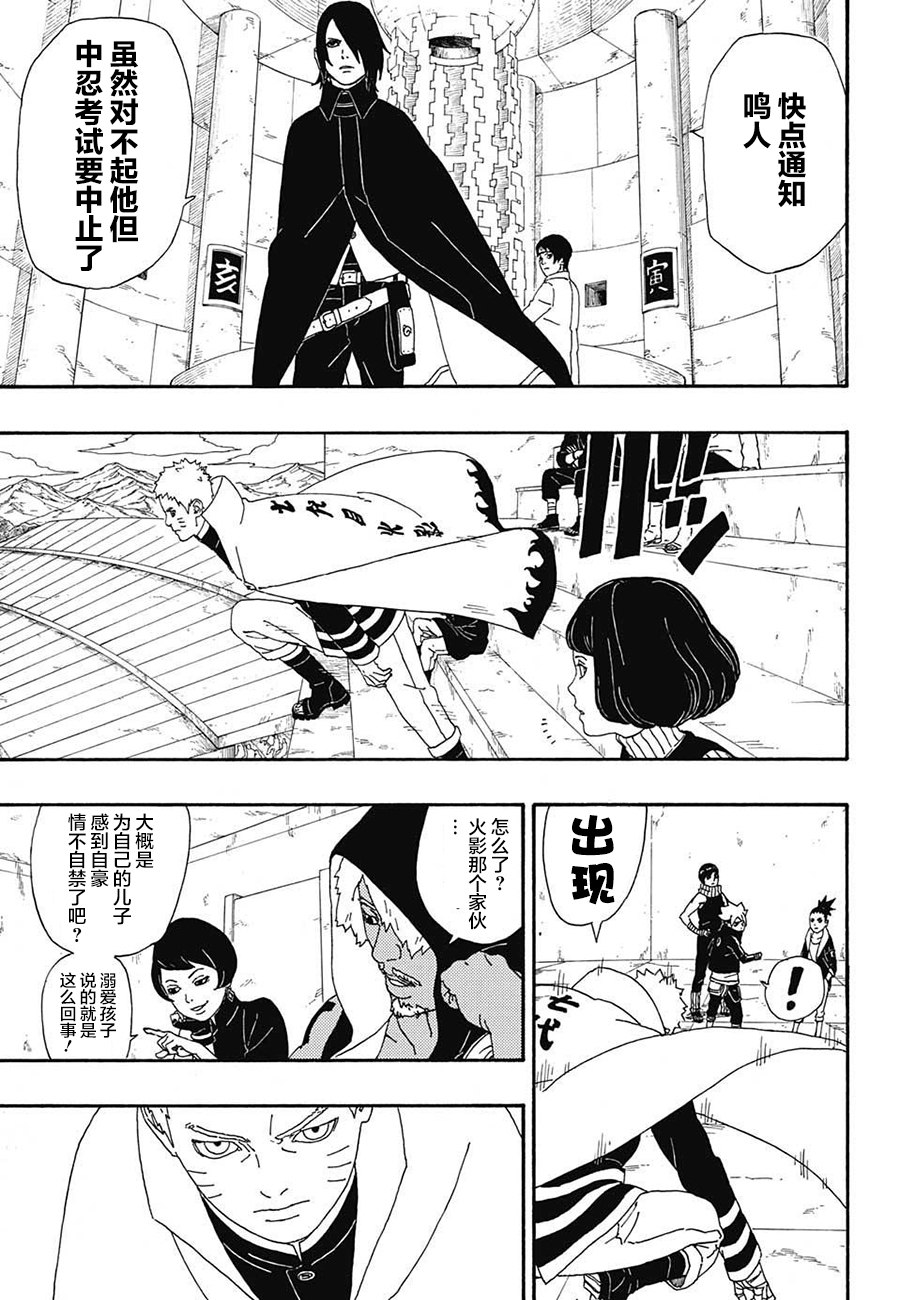 快点通知
鸣人
虽然对不起他但
中忍考试要中止了
寅
亥
七代目火影
出现
！
七代
怎么了？
火影那个家伙
…
大概是
为自己的儿子
感到自豪
情不自禁了吧？
溺爱孩子
说的就是
这么回事！